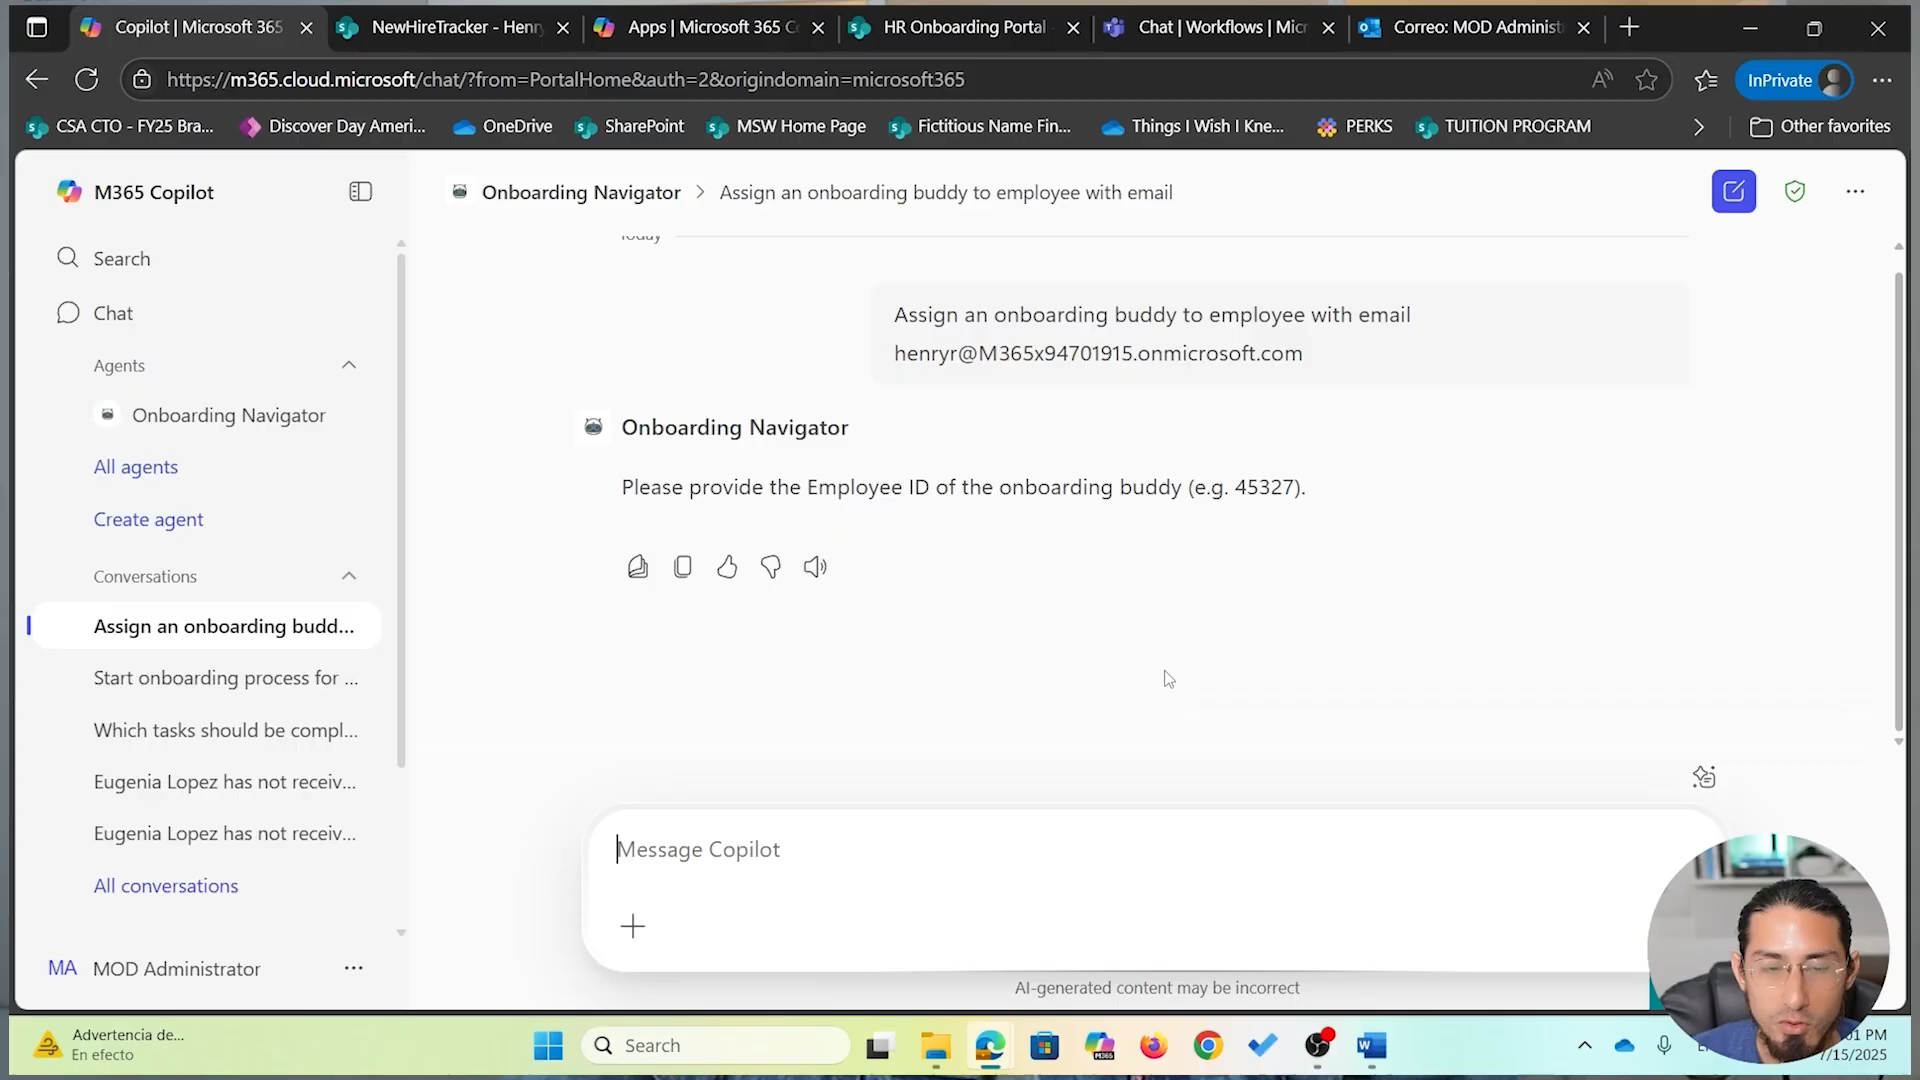 Copilot | Microsoft 365
NewHireTracker - Henry
Apps | Microsoft 365 C
HR Onboarding Portal
Chat | Workflows | Micr
Correo: MOD Administ
https://m365.cloud.microsoft/chat/?from=PortalHome&auth=2&origindomain=microsoft365
InPrivate
CSA CTO - FY25 Bra...
Discover Day Ameri...
OneDrive
SharePoint
MSW Home Page
Fictitious Name Fin...
Things I Wish I Kne...
PERKS
TUITION PROGRAM
Other favorites
M365 Copilot
Search
Chat
Agents
Onboarding Navigator
All agents
Create agent
Conversations
Assign an onboarding budd...
Start onboarding process for ...
Which tasks should be compl...
Eugenia Lopez has not receiv...
Eugenia Lopez has not receiv...
All conversations
MA MOD Administrator
Onboarding Navigator > Assign an onboarding buddy to employee with email
Today
Assign an onboarding buddy to employee with email
henryr@M365x94701915.onmicrosoft.com
Onboarding Navigator
Please provide the Employee ID of the onboarding buddy (e.g. 45327).
Message Copilot
AI-generated content may be incorrect
Advertencia de...
En efecto
Search
M365
01 PM
7/15/2025